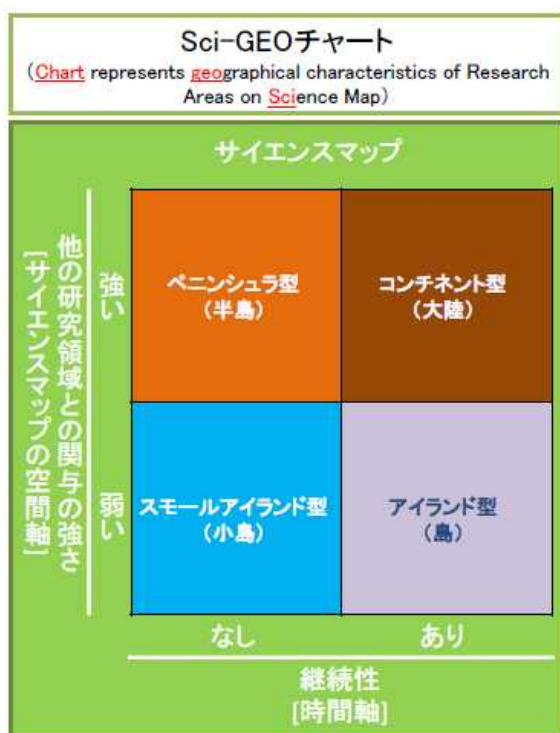 Sci-GEOチャート
(Chart represents geographical characteristics of Research
Areas on Science Map)
サイエンスマップ
他の研究領域との関与の強さ
[サイエンスマップの空間軸]
強い
弱い
ペニンシュラ型
(半島)
コンチネント型
(大陸)
スモールアイランド型
(小島)
アイランド型
(島)
なし
あり
継続性
[時間軸]